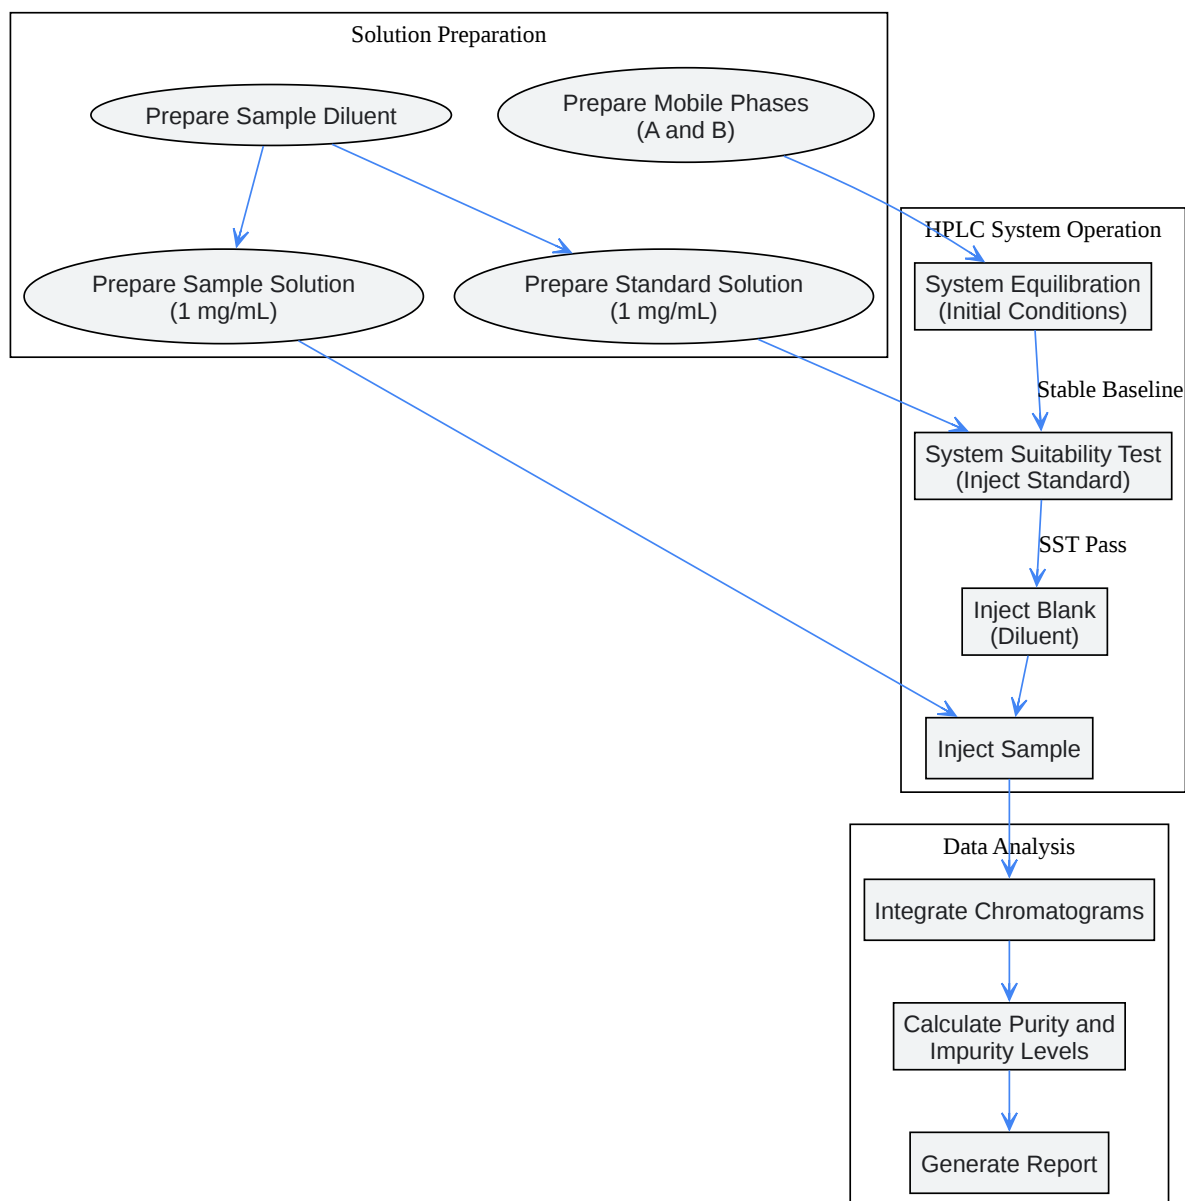 Solution Preparation
Prepare Sample Diluent
Prepare Mobile Phases
(A and B)
HPLC System Operation
Prepare Sample Solution
(1 mg/mL)
Prepare Standard Solution
(1 mg/mL)
System Equilibration
(Initial Conditions)
Stable Baseline
System Suitability Test
(Inject Standard)
SST Pass
Inject Blank
(Diluent)
Inject Sample
Data Analysis
Integrate Chromatograms
Calculate Purity and
Impurity Levels
Generate Report